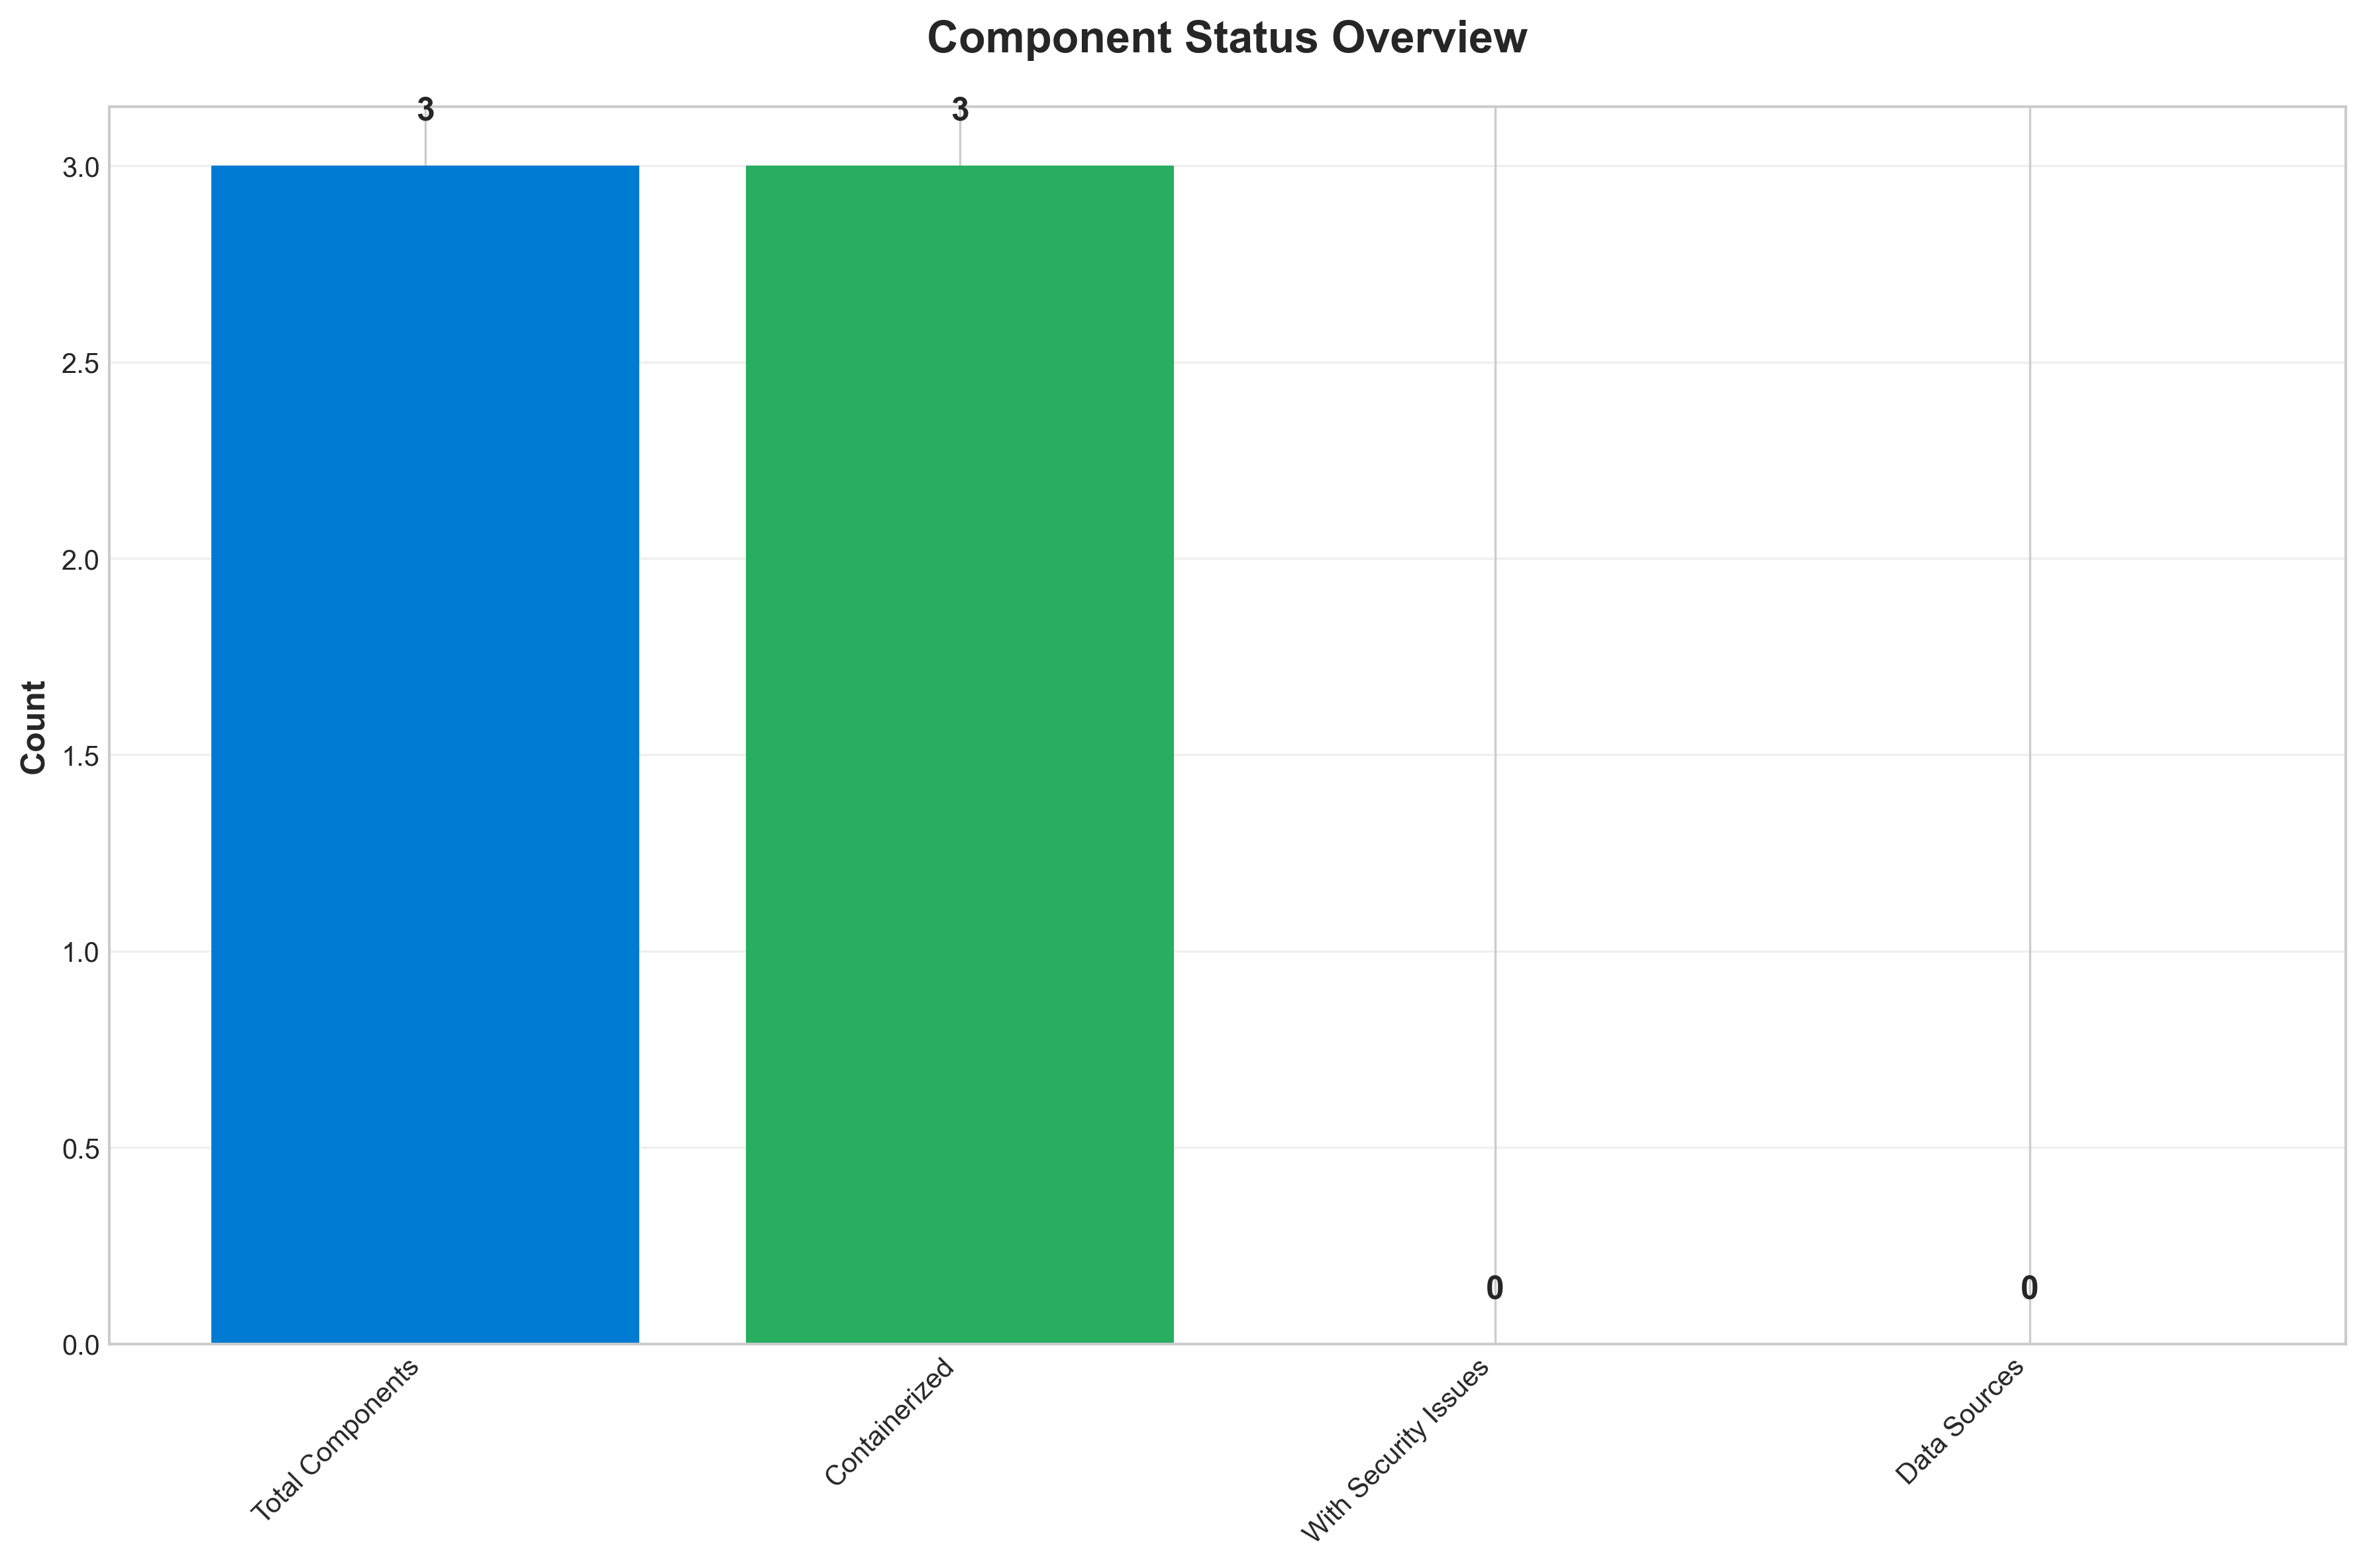 Component Status Overview
3
3
3.0
2.5
2.0
1.5
1.0
0.5
0.0
Count
0
0
Total Components
Containerized
With Security Issues
Data Sources